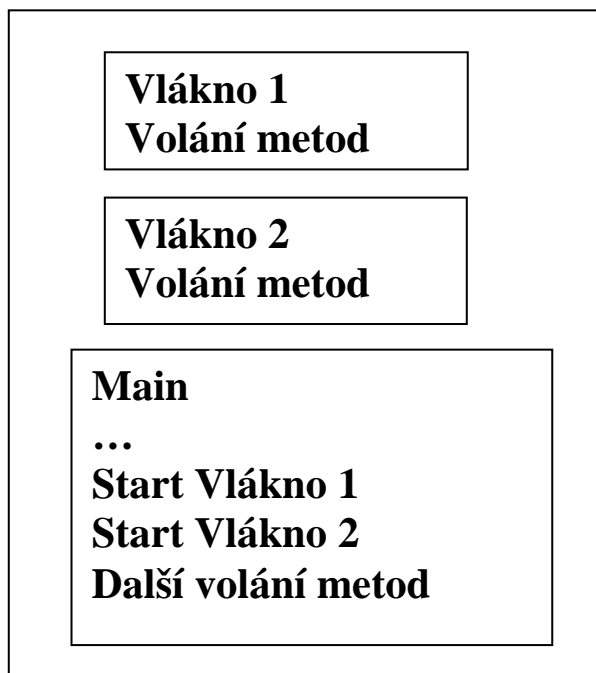 Vlákno 1
Volání metod
Vlákno 2
Volání metod
Main
…
Start Vlákno 1
Start Vlákno 2
Další volání metod